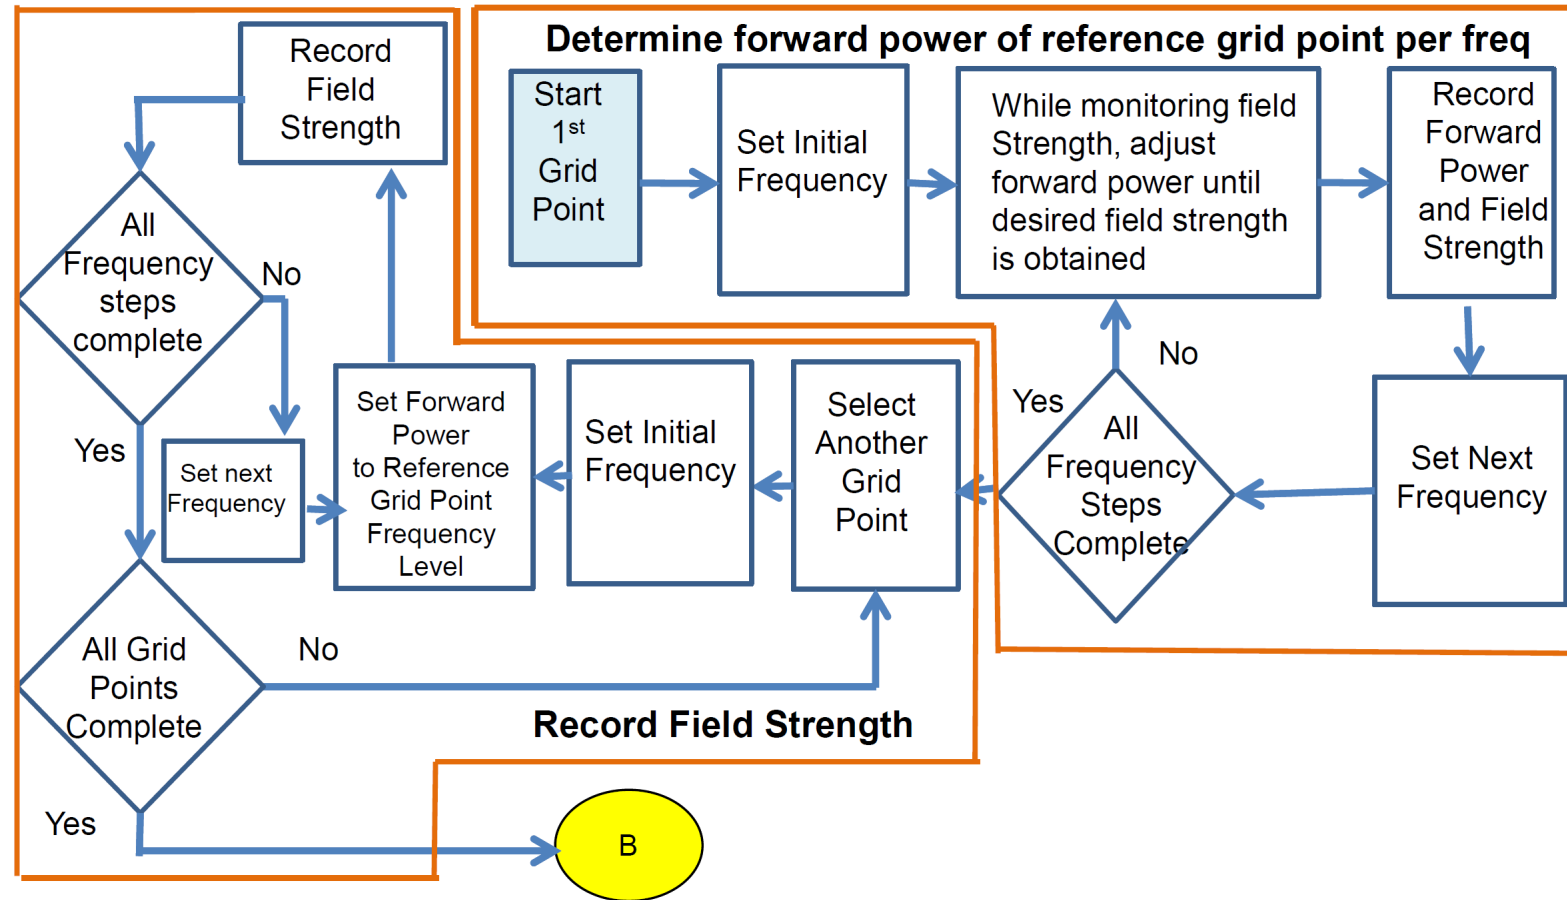 Determine forward power of reference grid point per freq
Start
1st
Grid
Point
Set Initial
Frequency
While monitoring field
Strength, adjust
forward power until
desired field strength
is obtained
Record
Forward
Power
and Field
Strength
Set Next
Frequency
All
Frequency
Steps
Complete
No
Yes
Select
Another
Grid
Point
Set Initial
Frequency
Set Forward
Power
to Reference
Grid Point
Frequency
Level
Record
Field
Strength
All
Frequency
steps
complete
No
Set next
Frequency
Yes
All Grid
Points
Complete
No
Record Field Strength
Yes
B